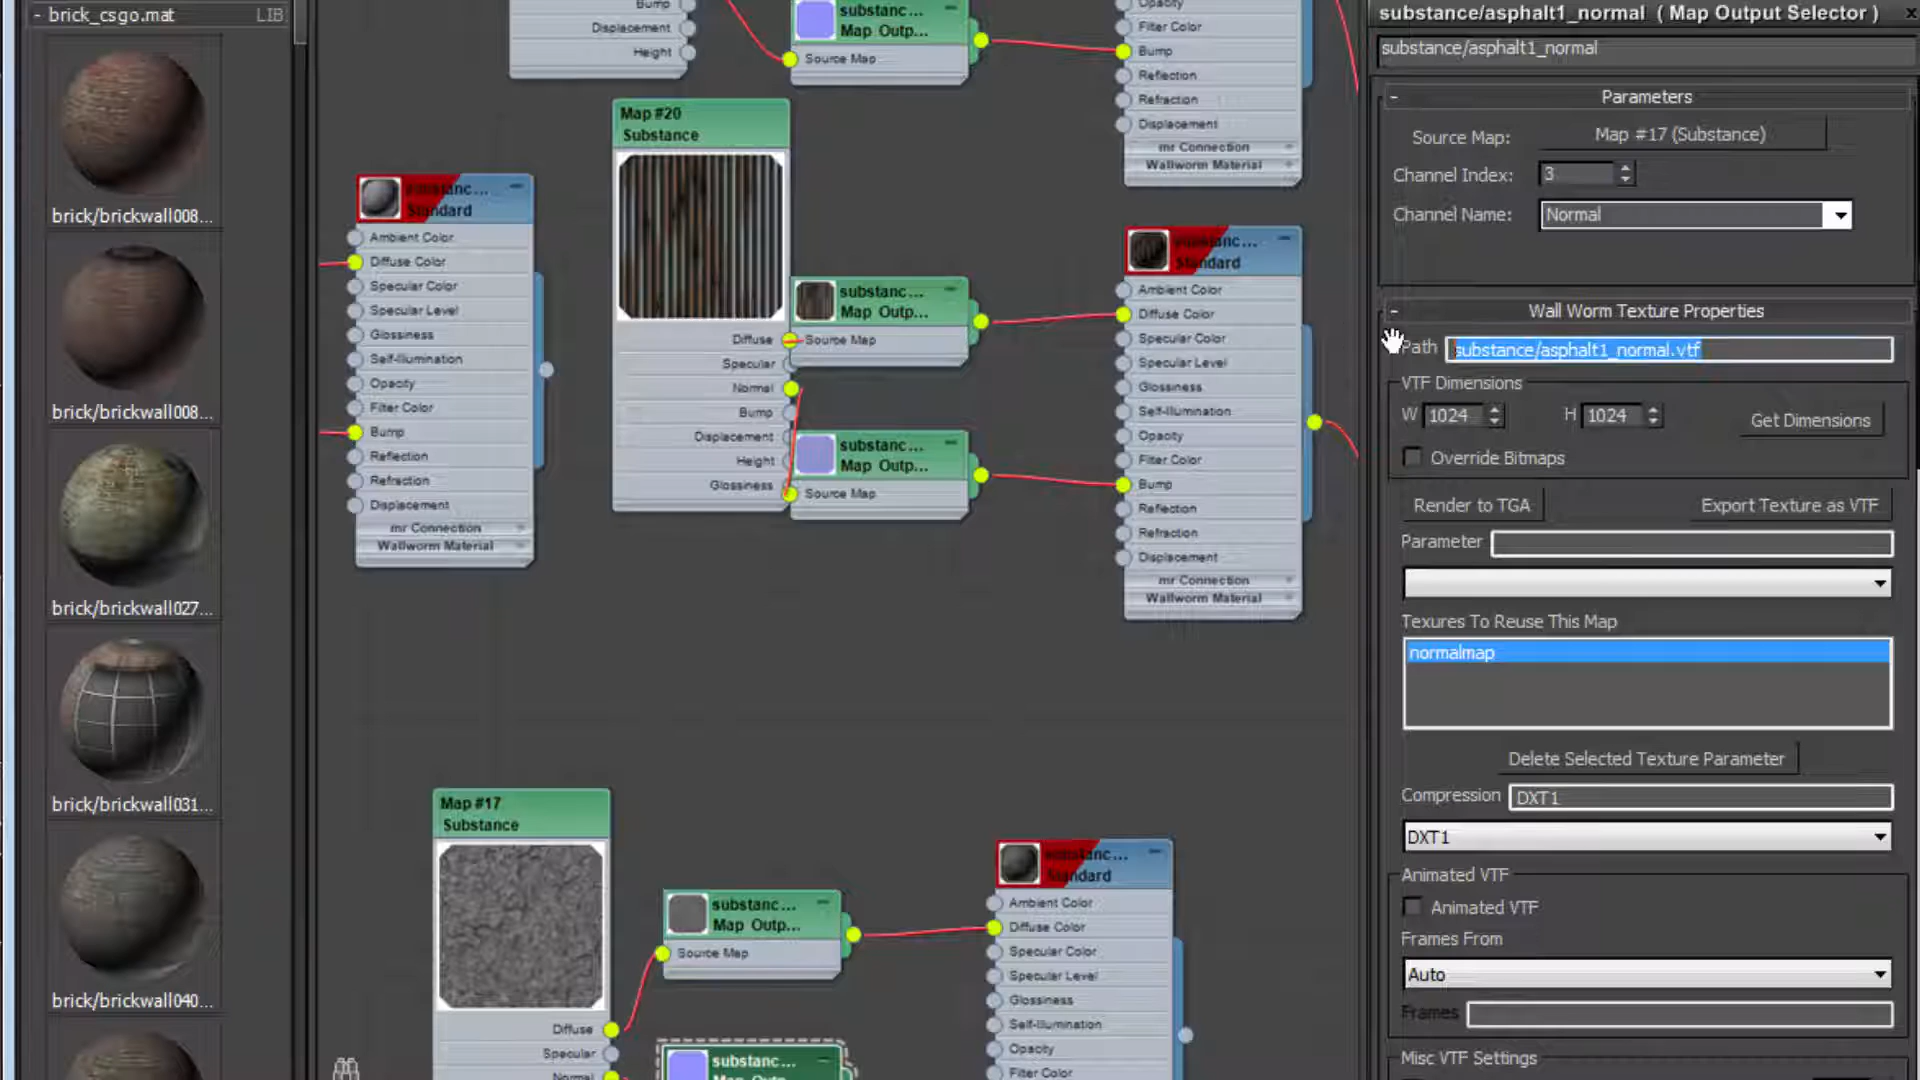 - brick_csgo.mat LIB
brick/brickwall008...
brick/brickwall008...
brick/brickwall027...
brick/brickwall031...
brick/brickwall040...
Bump
Displacement
Height
substanc...
Map Outp...
Source Map
Opacity
Filter Color
Bump
Reflection
Refraction
Displacement
mr Connection
Wallworm Material
Map #20
Substance
Diffuse
Specular
Normal
Bump
Displacement
Height
Glossiness
substanc...
Standard
Ambient Color
Diffuse Color
Specular Color
Specular Level
Glossiness
Self-Illumination
Opacity
Filter Color
Bump
Reflection
Refraction
Displacement
mr Connection
Wallworm Material
substanc...
Map Outp...
Source Map
substanc...
Map Outp...
Source Map
substanc...
Standard
Ambient Color
Diffuse Color
Specular Color
Specular Level
Glossiness
Self-Illumination
Opacity
Filter Color
Bump
Reflection
Refraction
Displacement
mr Connection
Wallworm Material
Map #17
Substance
Diffuse
Specular
Normal
substanc...
Map Outp...
Source Map
substanc...
Map Outp...
substanc...
Standard
Ambient Color
Diffuse Color
Specular Color
Specular Level
Glossiness
Self-Illumination
Opacity
Filter Color
substance/asphalt1_normal ( Map Output Selector )
substance/asphalt1_normal
- Parameters
Source Map: Map #17 (Substance)
Channel Index: 3
Channel Name: Normal
- Wall Worm Texture Properties
Path substance/asphalt1_normal.vtf
VTF Dimensions
W 1024 H 1024 Get Dimensions
Override Bitmaps
Render to TGA Export Texture as VTF
Parameter
Texures To Reuse This Map
normalmap
Delete Selected Texture Parameter
Compression DXT1
DXT1
Animated VTF
Animated VTF
Frames From
Auto
Frames
Misc VTF Settings